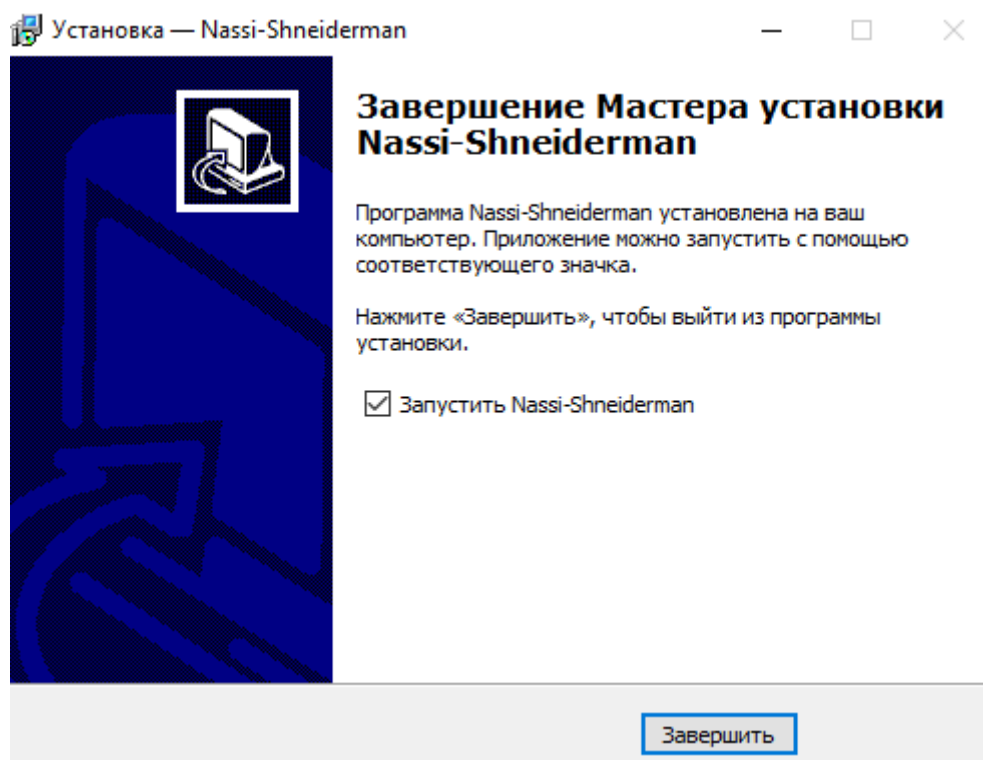 Установка — Nassi-Shneiderman
Завершение Мастера установки
Nassi-Shneiderman
Программа Nassi-Shneiderman установлена на ваш
компьютер. Приложение можно запустить с помощью
соответствующего значка.
Нажмите «Завершить», чтобы выйти из программы
установки.
Запустить Nassi-Shneiderman
Завершить